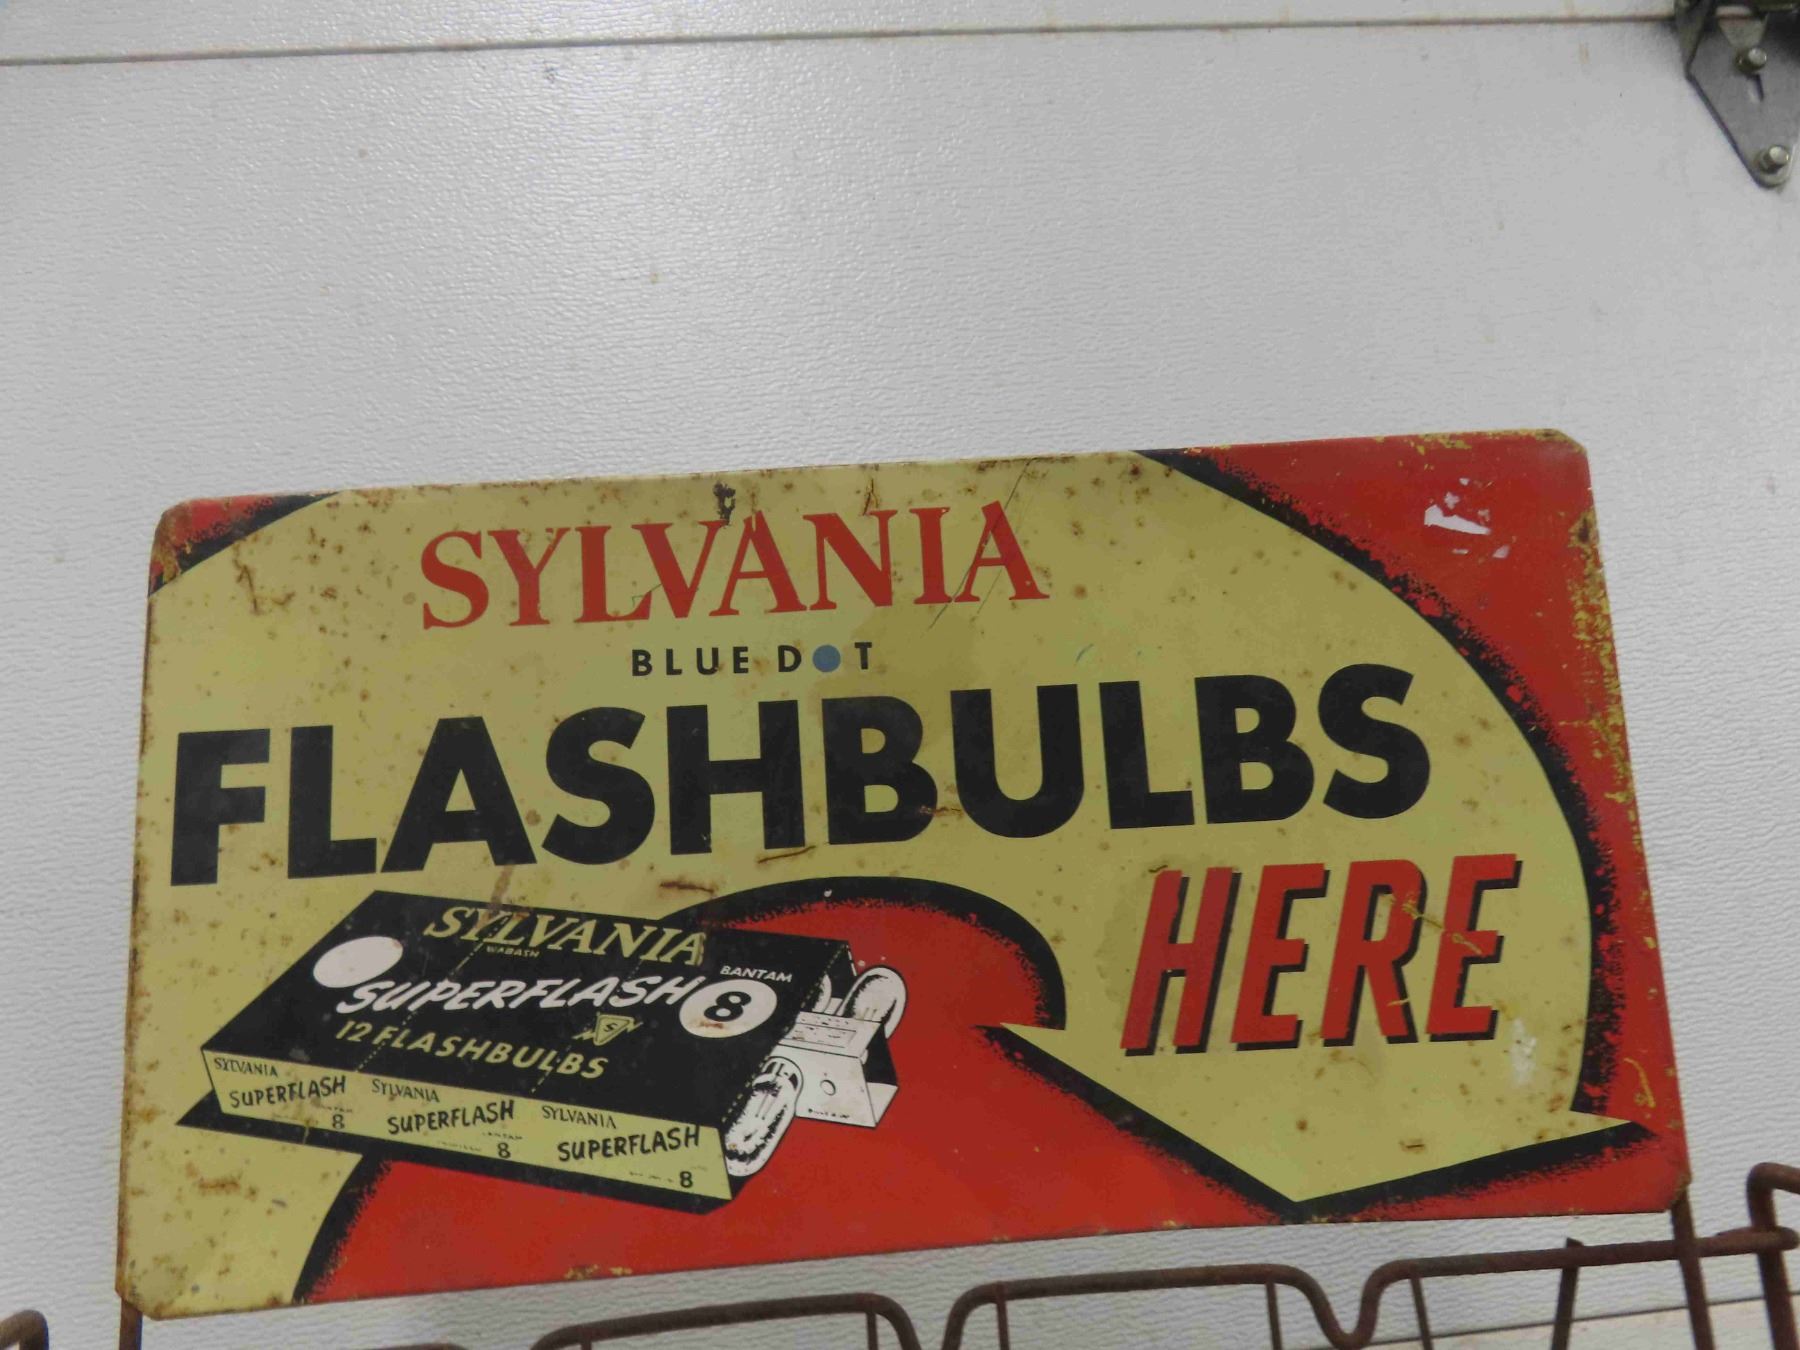 SYLVANIA
BLUE DOT
FLASHBULBS
HERE
SYLVANIA
WABASH
SUPERFLASH
BANTAM
8
12 FLASHBULBS
S
SYLVANIA
SUPERFLASH
8
SYLVANIA
SUPERFLASH
8
SYLVANIA
SUPERFLASH
8